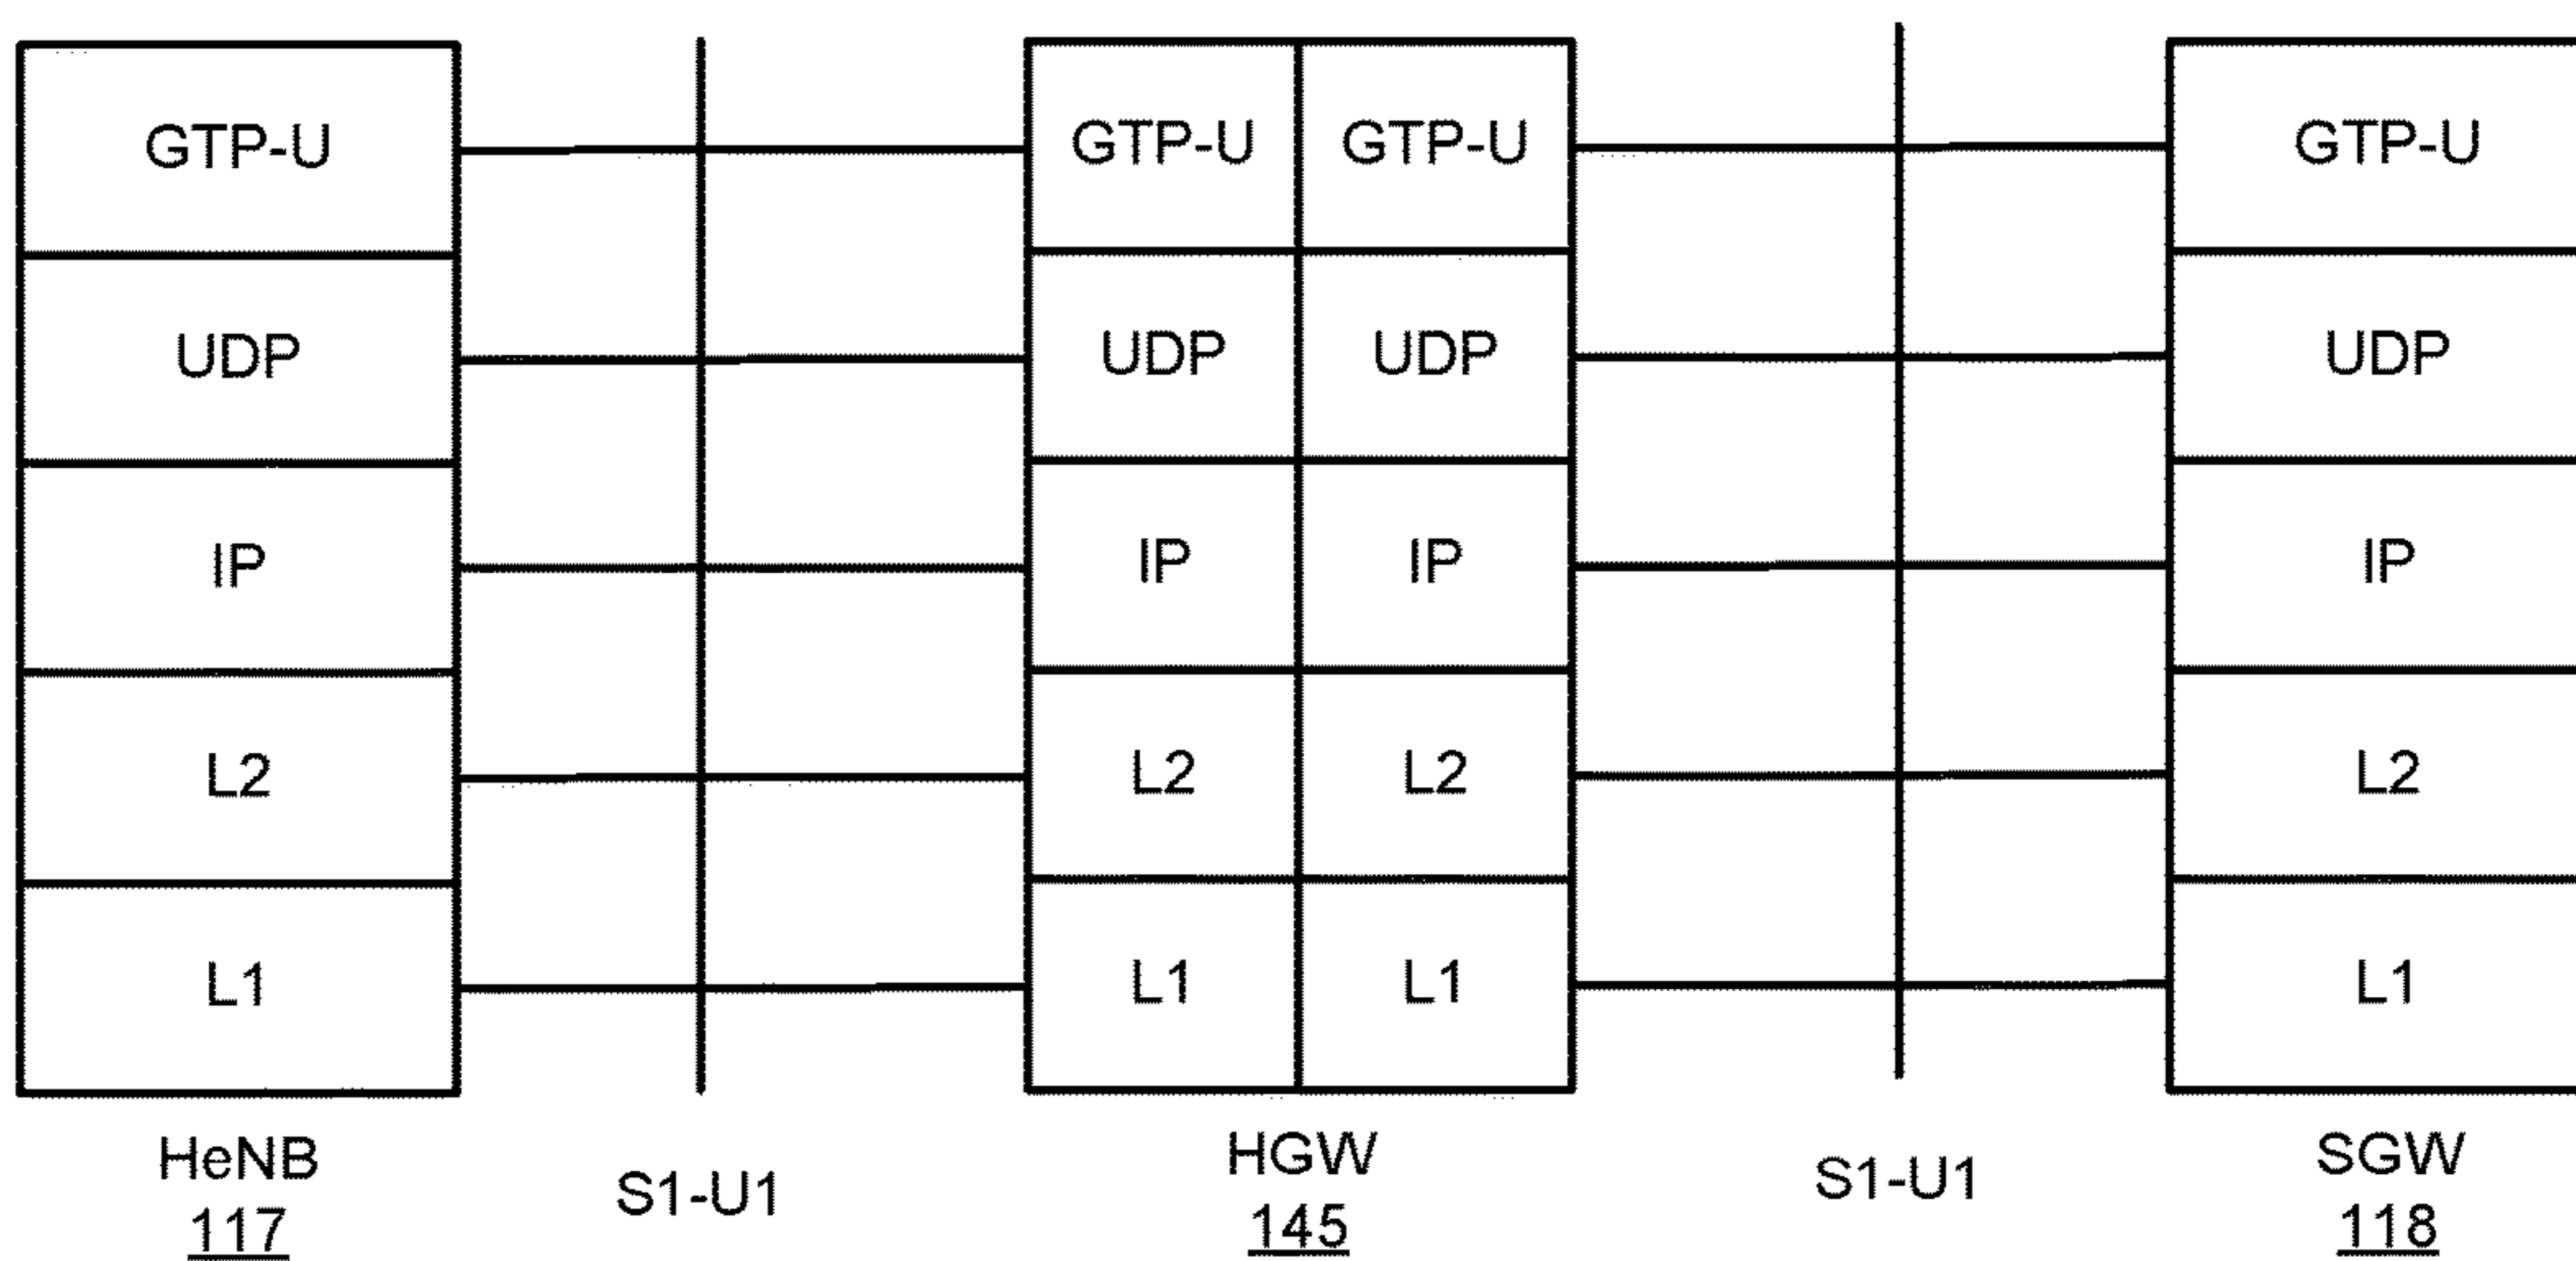 GTP-U GTP-U GTP-U GTP-U
UDP UDP UDP UDP
IP IP IP IP
L2 L2 L2 L2
L1 L1 L1 L1
HeNB S1-U1 HGW S1-U1 SGW
117 145 118